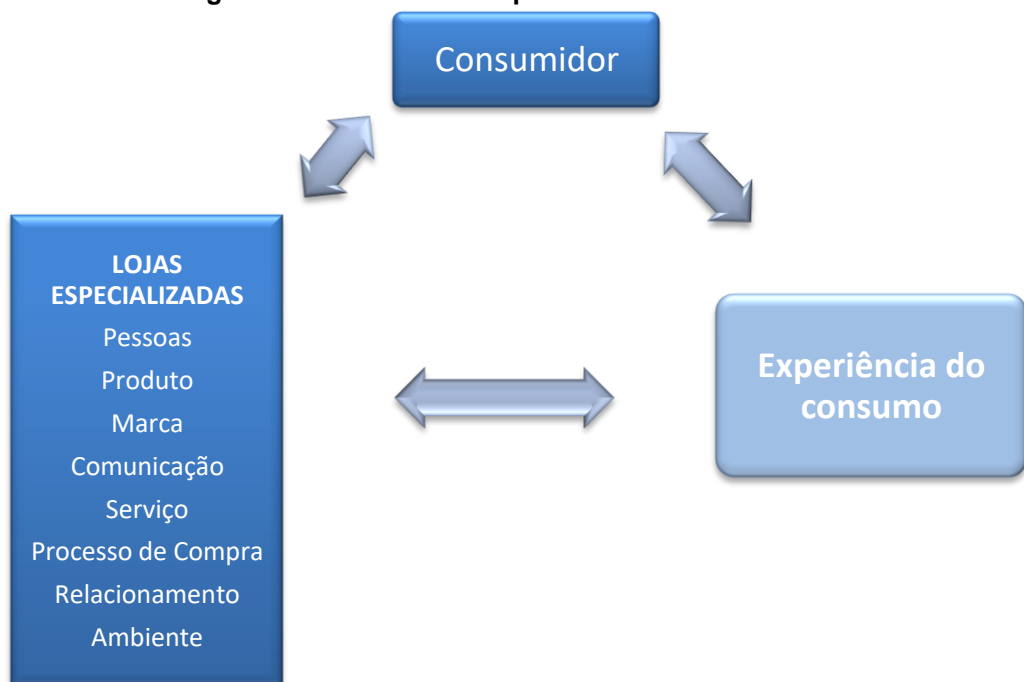 Consumidor
LOJAS
ESPECIALIZADAS
Pessoas
Produto
Marca
Comunicação
Serviço
Processo de Compra
Relacionamento
Ambiente
Experiência do
consumo